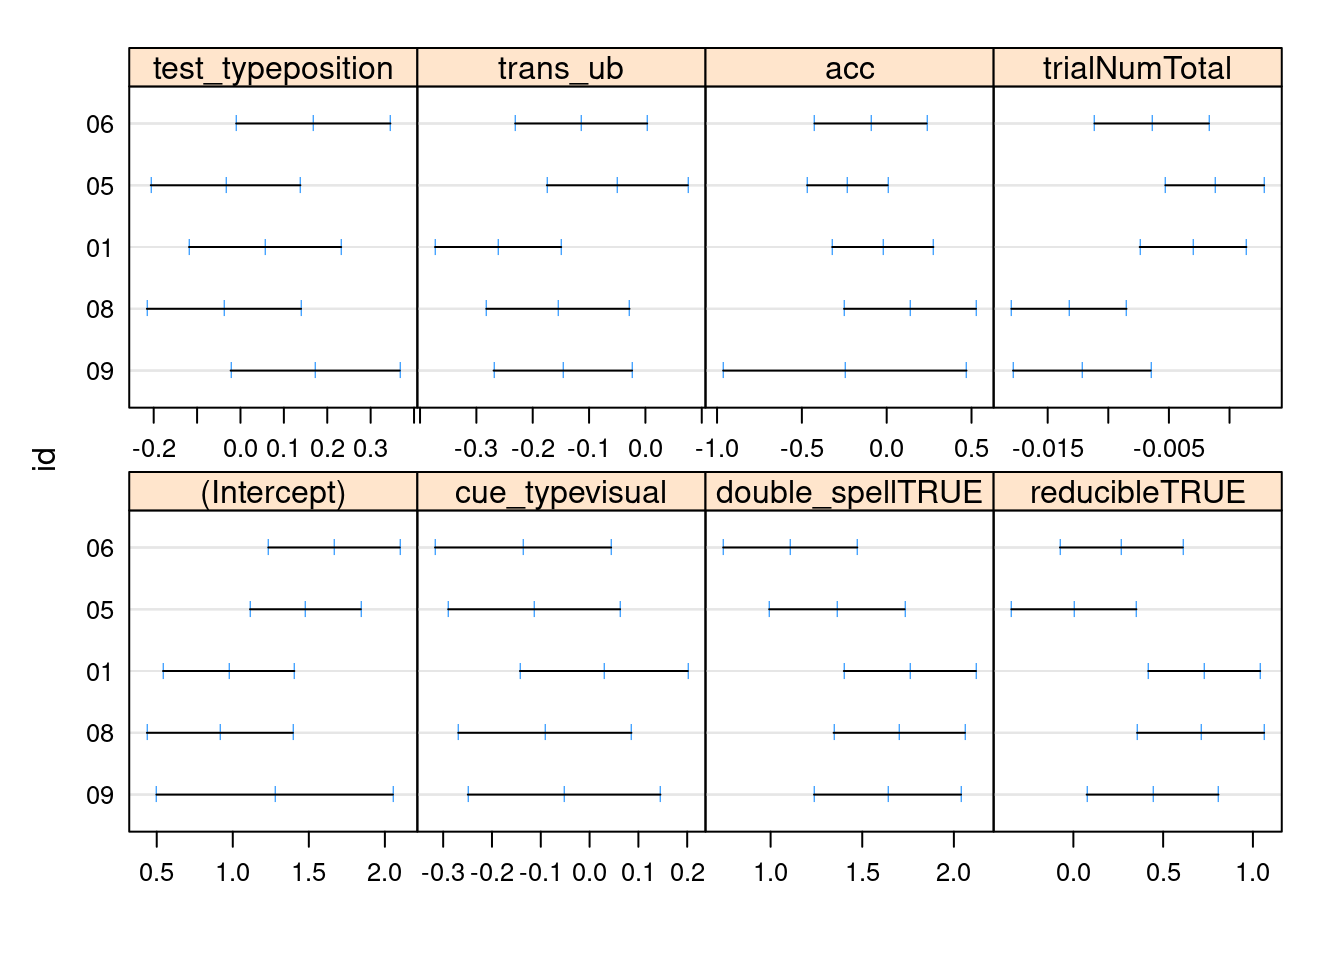 test_typeposition trans_ub acc trialNumTotal
06
05
01
08
09
-0.2 0.0 0.1 0.2 0.3 -0.3 -0.2 -0.1 0.0 -1.0 -0.5 0.0 0.5 -0.015 -0.005
id
(Intercept) cue_typevisual double_spellTRUE reducibleTRUE
06
05
01
08
09
0.5 1.0 1.5 2.0 -0.3 -0.2 -0.1 0.0 0.1 0.2 1.0 1.5 2.0 0.0 0.5 1.0